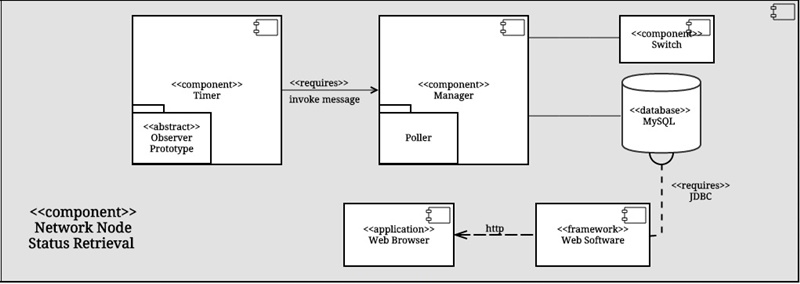 <<component>>
Timer
<<abstract>>
Observer
Prototype
<<requires>>
invoke message
<<component>>
Manager
Poller
<<component>>
Switch
<<database>>
MySQL
<<requires>>
JDBC
<<component>>
Network Node
Status Retrieval
<<application>>
Web Browser
http
<<framework>>
Web Software